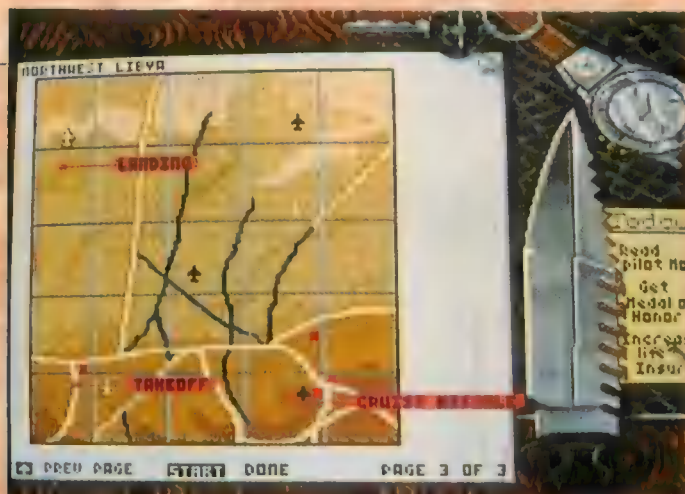 NORTHWEST LIBYA
LANDING
TAKEOFF
CRUISE
PREV PAGE START DONE PAGE 3 OF 3
Read
pilot
Get
Medal
Honor
Increas
life
Insur